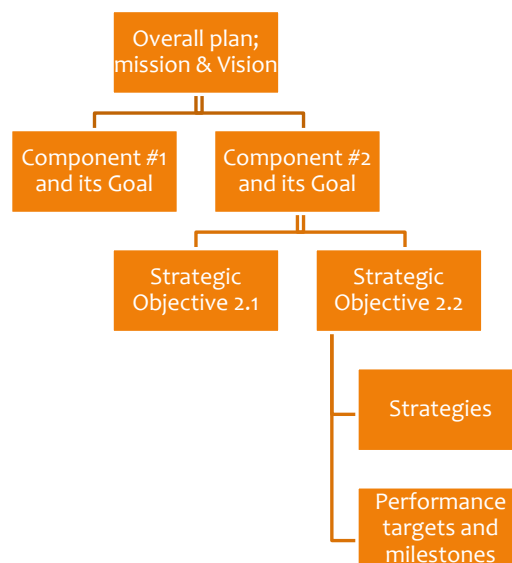 Overall plan;
mission & Vision
Component #1
and its Goal
Component #2
and its Goal
Strategic
Objective 2.1
Strategic
Objective 2.2
Strategies
Performance
targets and
milestones